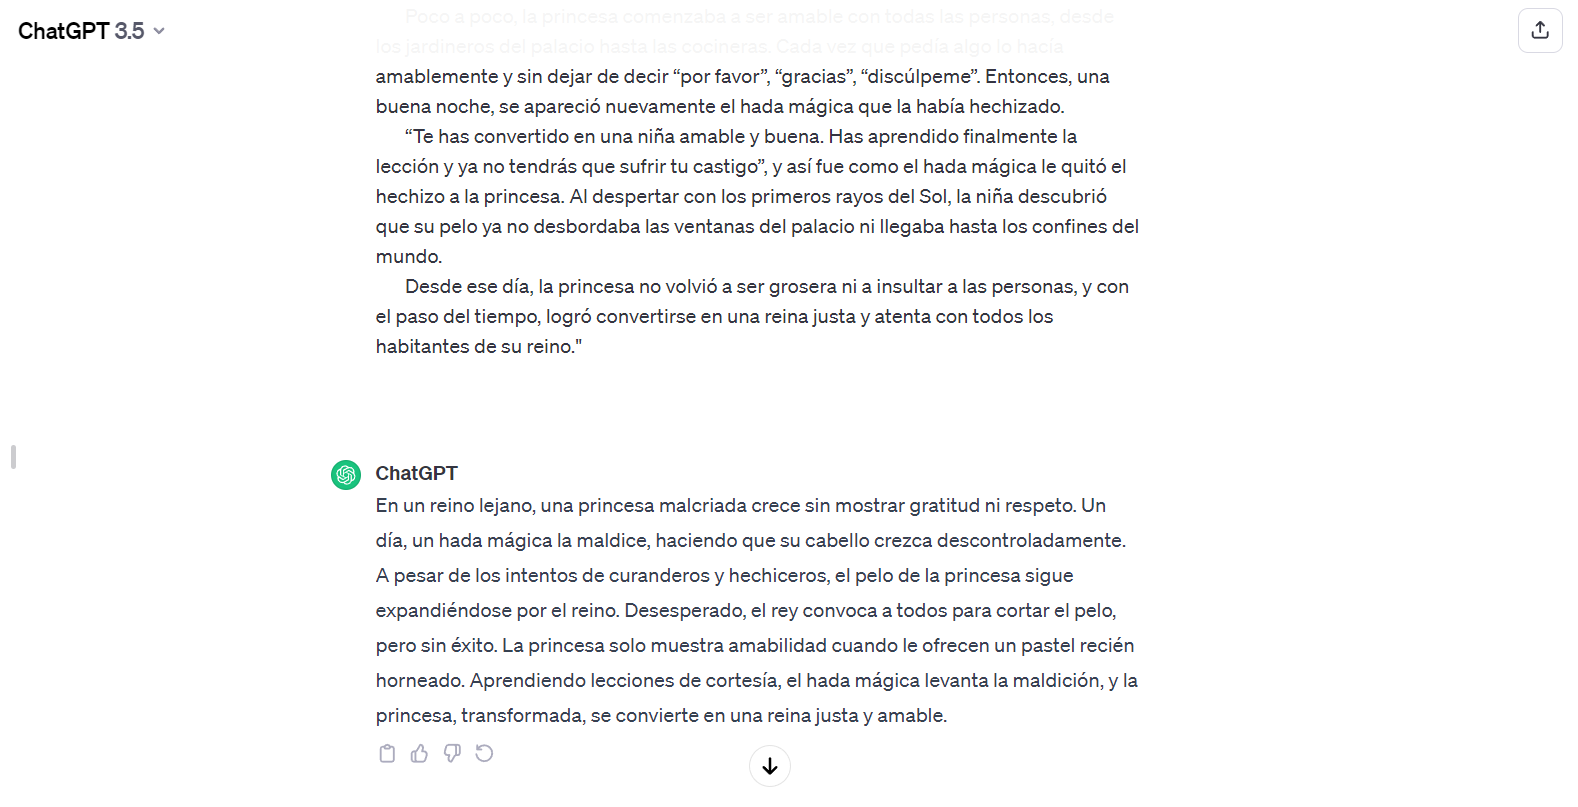 ChatGPT 3.5
Poco a poco, la princesa comenzaba a ser amable con todas las personas, desde
los jardineros del palacio hasta las cocineras. Cada vez que pedía algo lo hacía
amablemente y sin dejar de decir “por favor”, “gracias”, “discúlpeme”. Entonces, una
buena noche, se apareció nuevamente el hada mágica que la había hechizado.
“Te has convertido en una niña amable y buena. Has aprendido finalmente la
lección y ya no tendrás que sufrir tu castigo”, y así fue como el hada mágica le quitó el
hechizo a la princesa. Al despertar con los primeros rayos del Sol, la niña descubrió
que su pelo ya no desbordaba las ventanas del palacio ni llegaba hasta los confines del
mundo.
Desde ese día, la princesa no volvió a ser grosera ni a insultar a las personas, y con
el paso del tiempo, logró convertirse en una reina justa y atenta con todos los
habitantes de su reino."
ChatGPT
En un reino lejano, una princesa malcriada crece sin mostrar gratitud ni respeto. Un
día, un hada mágica la maldice, haciendo que su cabello crezca descontroladamente.
A pesar de los intentos de curanderos y hechiceros, el pelo de la princesa sigue
expandiéndose por el reino. Desesperado, el rey convoca a todos para cortar el pelo,
pero sin éxito. La princesa solo muestra amabilidad cuando le ofrecen un pastel recién
horneado. Aprendiendo lecciones de cortesía, el hada mágica levanta la maldición, y la
princesa, transformada, se convierte en una reina justa y amable.